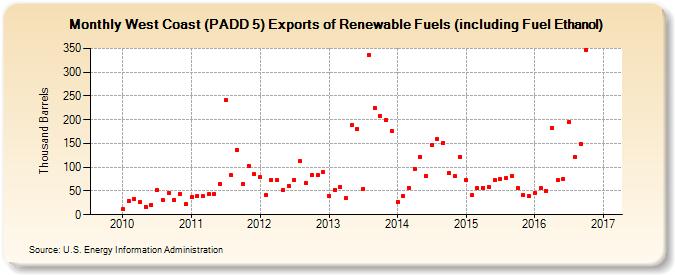 Monthly West Coast (PADD 5) Exports of Renewable Fuels (including Fuel Ethanol)
Thousand Barrels
350
300
250
200
150
100
50
0
2010 2011 2012 2013 2014 2015 2016 2017
Source: U.S. Energy Information Administration